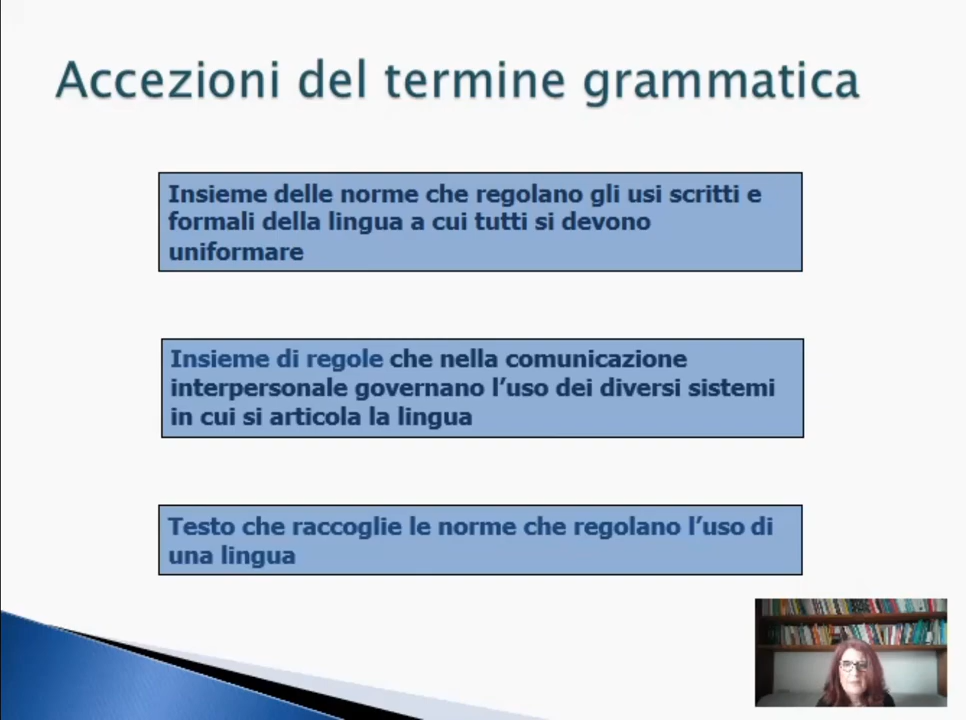 Accezioni del termine grammatica
Insieme delle norme che regolano gli usi scritti e
formali della lingua a cui tutti si devono
uniformare
Insieme di regole che nella comunicazione
interpersonale governano l’uso dei diversi sistemi
in cui si articola la lingua
Testo che raccoglie le norme che regolano l’uso di
una lingua